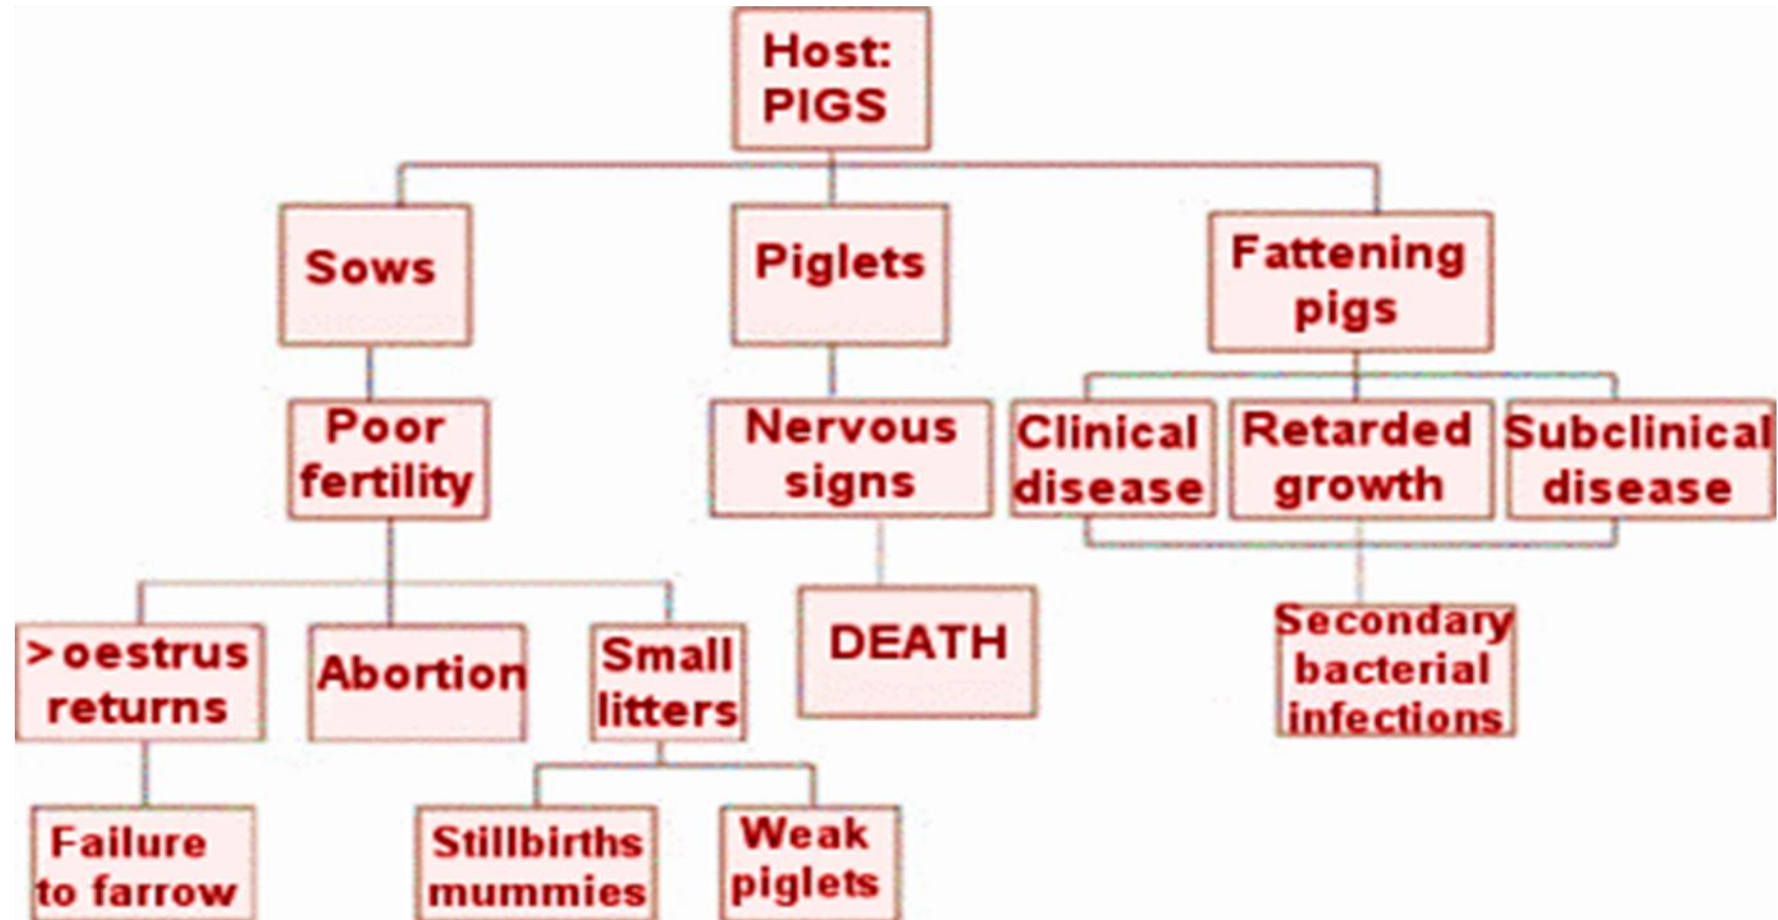 Host:
PIGS
Sows
Piglets
Fattening
pigs
Poor
fertility
Nervous
signs
Clinical
disease
Retarded
growth
Subclinical
disease
>oestrus
returns
Abortion
Small
litters
DEATH
Secondary
bacterial
infections
Failure
to farrow
Stillbirths
mummies
Weak
piglets